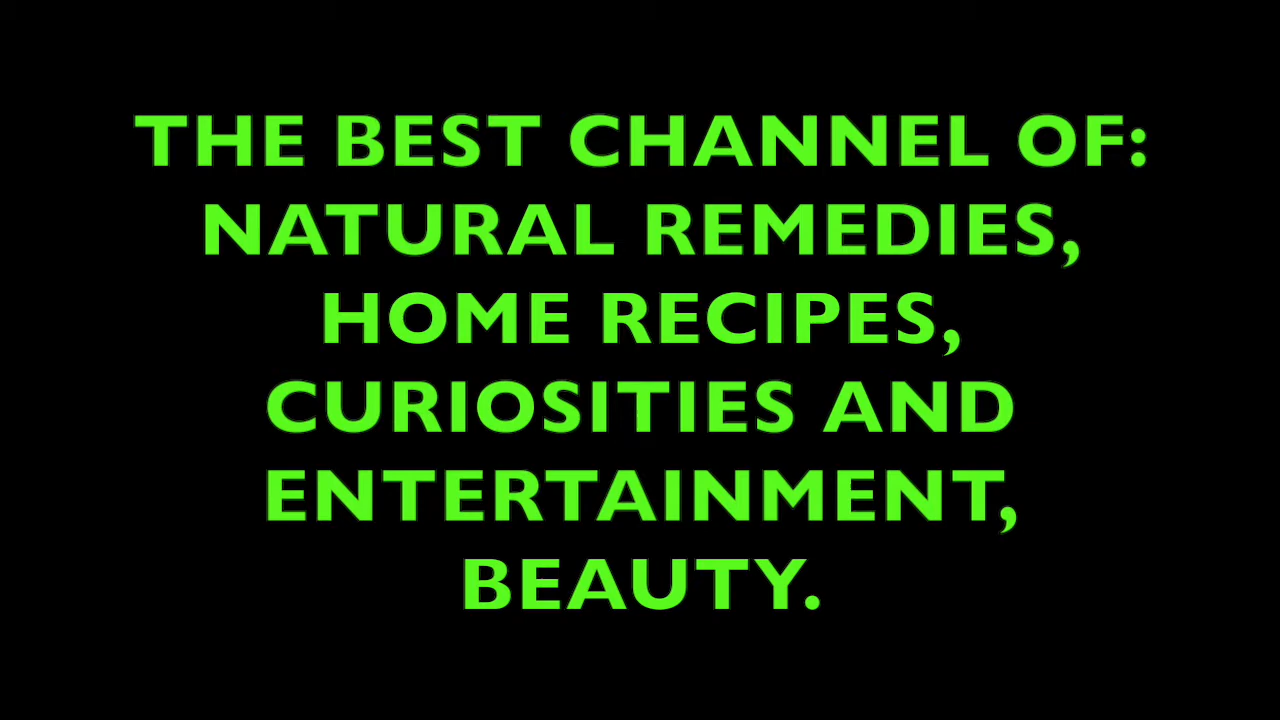 THE BEST CHANNEL OF:
NATURAL REMEDIES,
HOME RECIPES,
CURIOSITIES AND
ENTERTAINMENT,
BEAUTY.